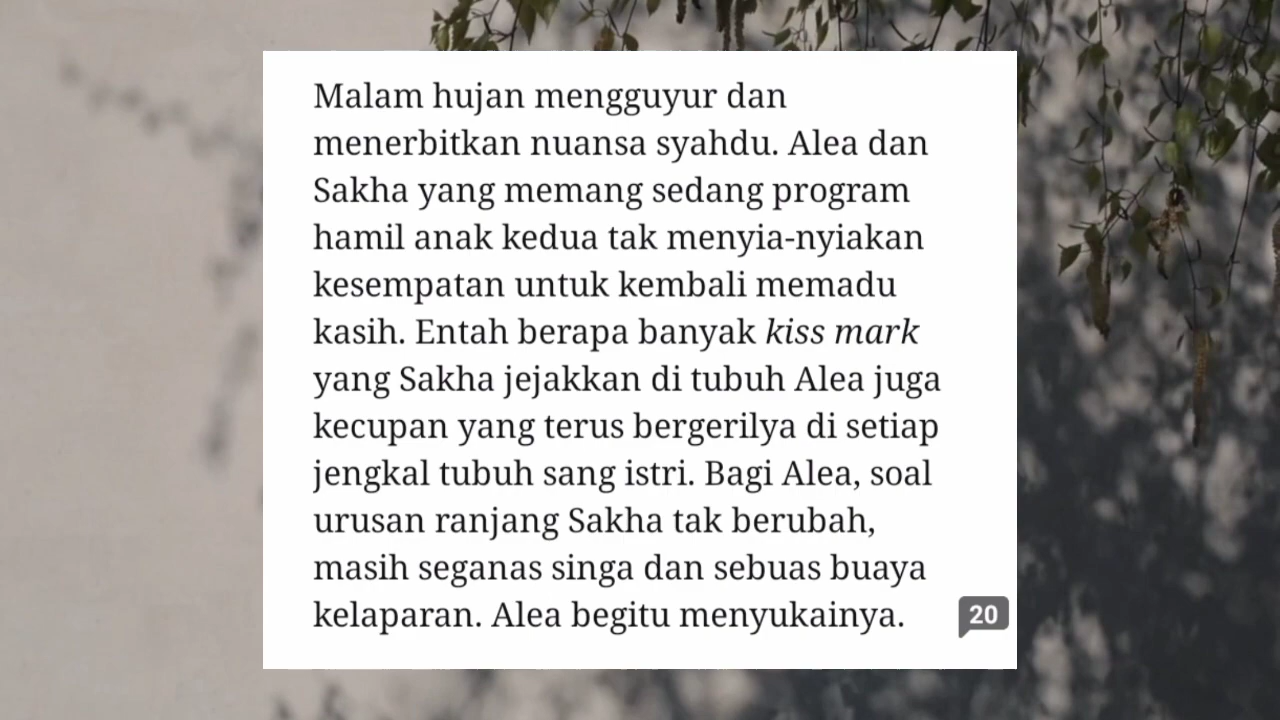 Malam hujan mengguyur dan
menerbitkan nuansa syahdu. Alea dan
Sakha yang memang sedang program
hamil anak kedua tak menyia-nyiakan
kesempatan untuk kembali memadu
kasih. Entah berapa banyak kiss mark
yang Sakha jejakkan di tubuh Alea juga
kecupan yang terus bergerilya di setiap
jengkal tubuh sang istri. Bagi Alea, soal
urusan ranjang Sakha tak berubah,
masih seganas singa dan sebuas buaya
kelaparan. Alea begitu menyukainya.
20